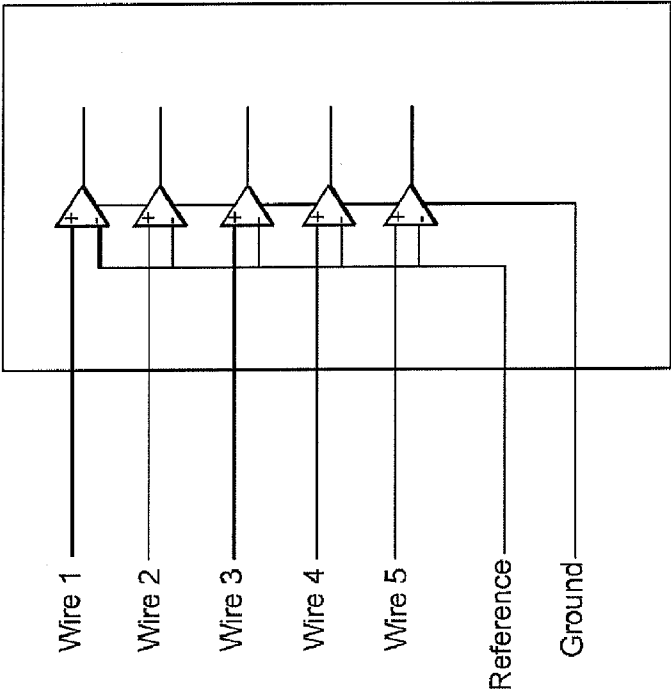 + -
+ -
+ -
+ -
+ -
Wire 1
Wire 2
Wire 3
Wire 4
Wire 5
Reference
Ground